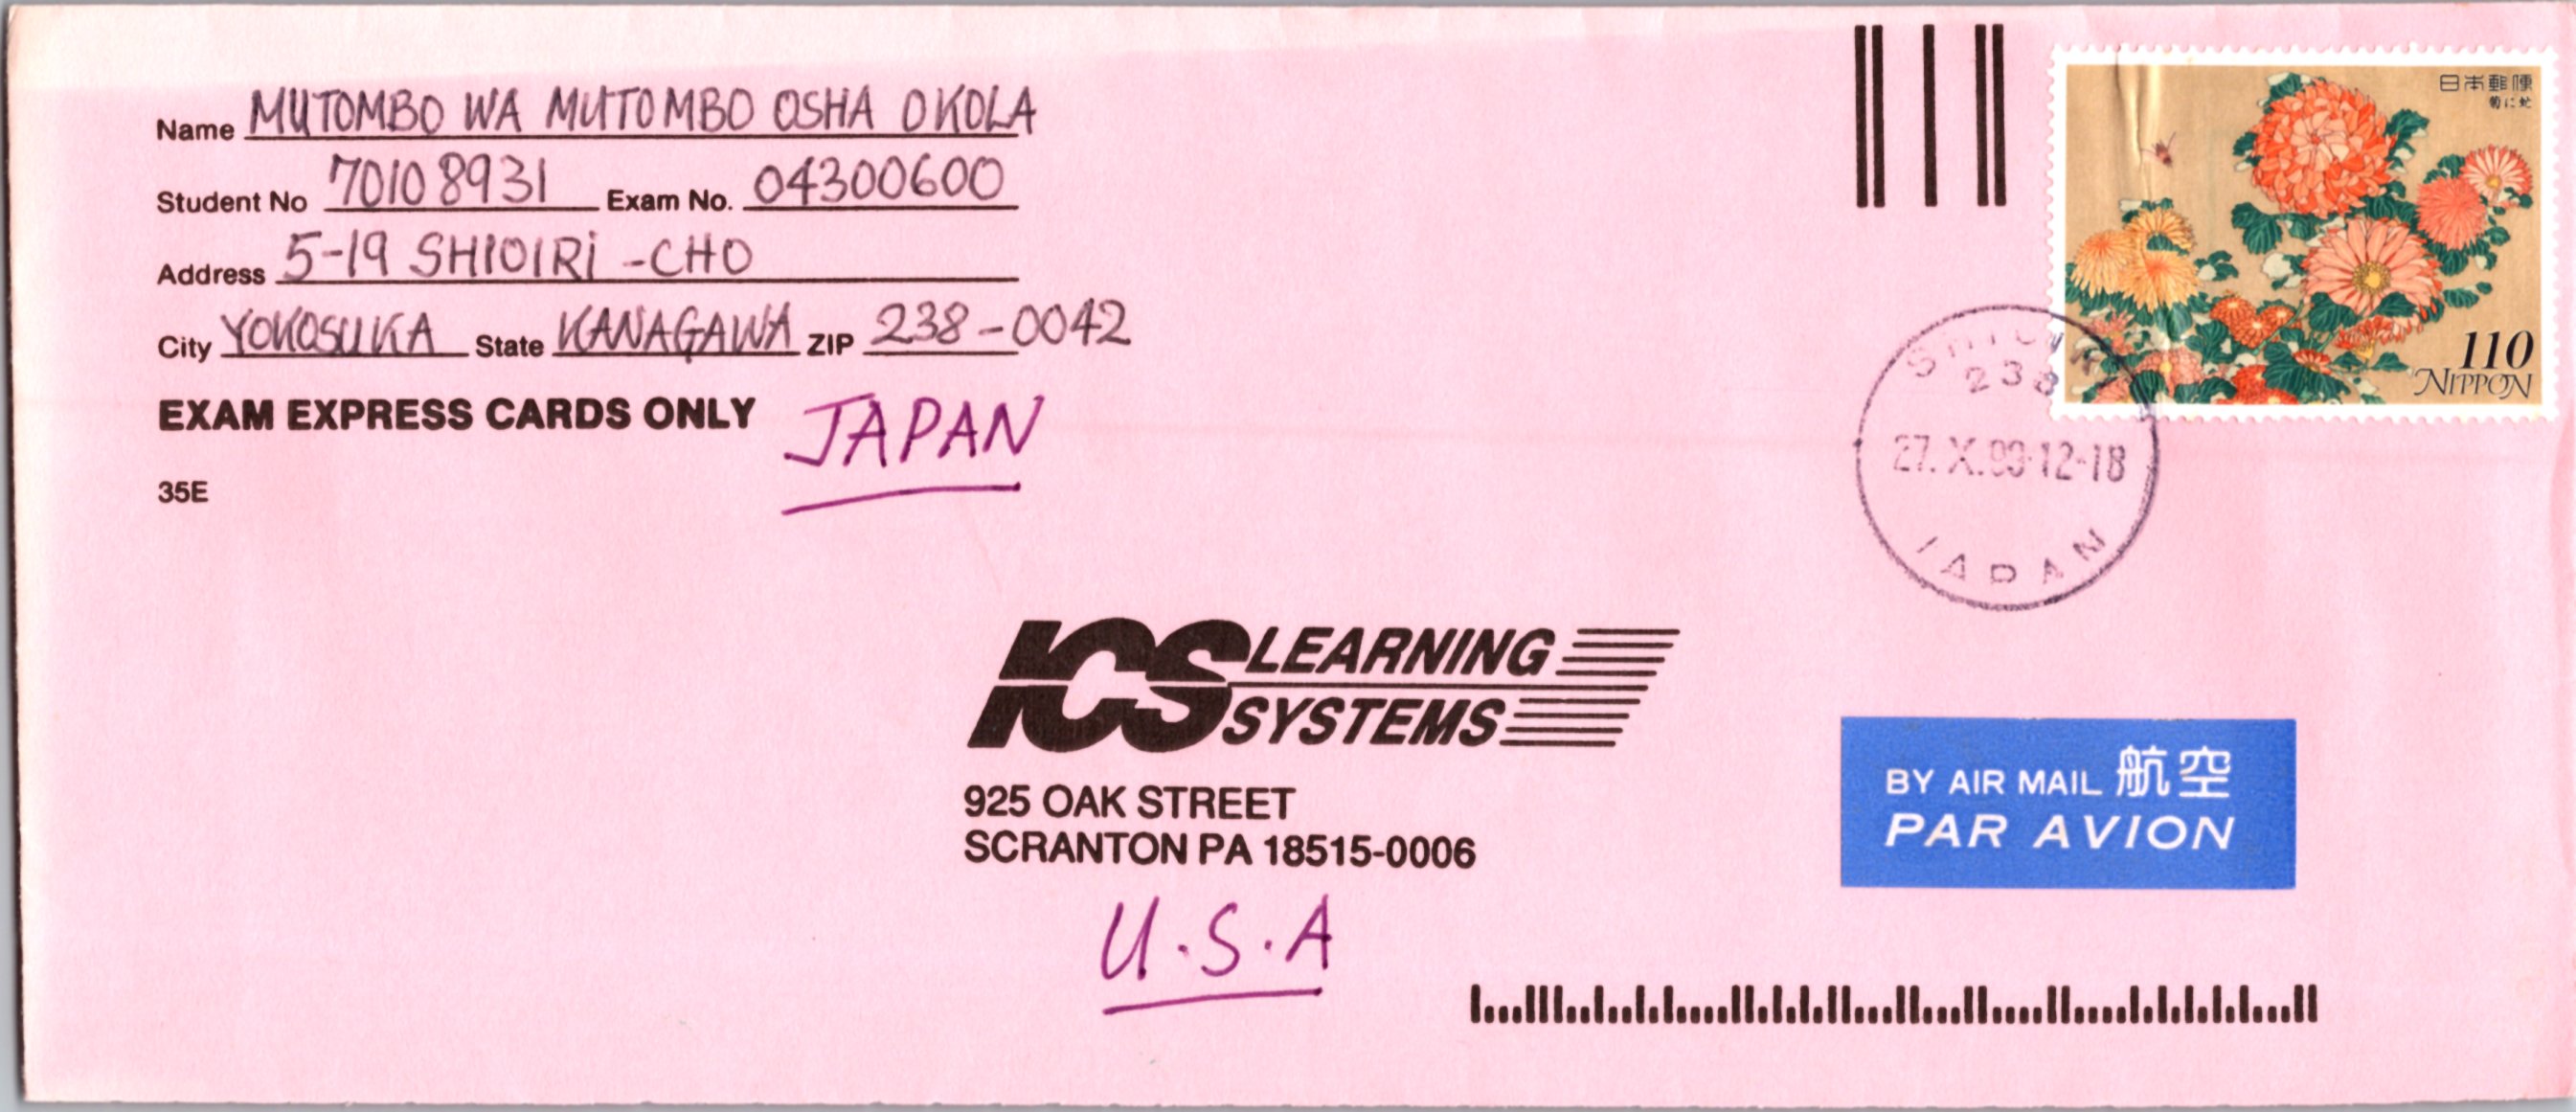 Name MUTOMBO WA MUTOMBO OSHA OKOLA
Student No 70108931 Exam No. 04300600
Address 5-19 SHIOIRI -CHO
City YOKOSUKA State KANAGAWA ZIP 238-0042
EXAM EXPRESS CARDS ONLY
JAPAN
35E
日本郵便
菊に虻
110
NIPPON
238
27. X. 12-18
JAPAN
ICS LEARNING
SYSTEMS
925 OAK STREET
SCRANTON PA 18515-0006
U.S.A
BY AIR MAIL 航空
PAR AVION